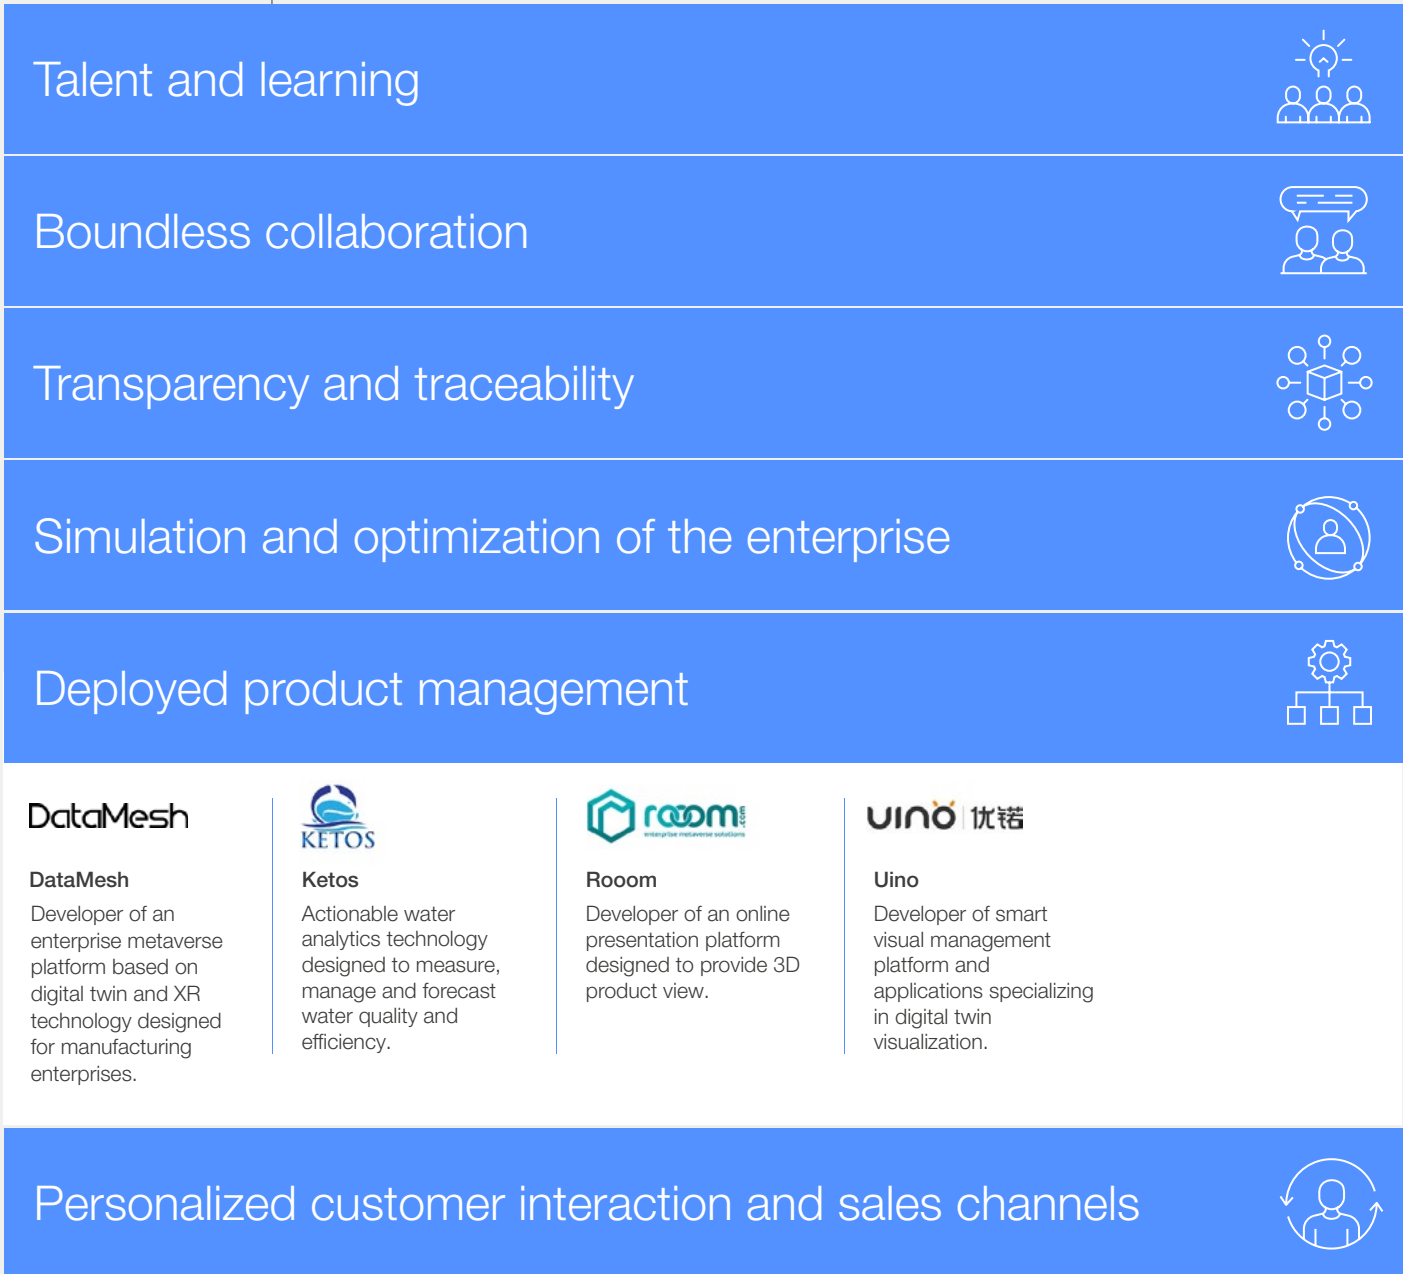 Talent and learning
Boundless collaboration
Transparency and traceability
Simulation and optimization of the enterprise
Deployed product management
DataMesh
DataMesh
Developer of an
enterprise metaverse
platform based on
digital twin and XR
technology designed
for manufacturing
enterprises.
KETOS
Ketos
Actionable water
analytics technology
designed to measure,
manage and forecast
water quality and
efficiency.
rooom.com
enterprise metaverse solutions
Rooom
Developer of an online
presentation platform
designed to provide 3D
product view.
UINO 优锘
Uino
Developer of smart
visual management
platform and
applications specializing
in digital twin
visualization.
Personalized customer interaction and sales channels